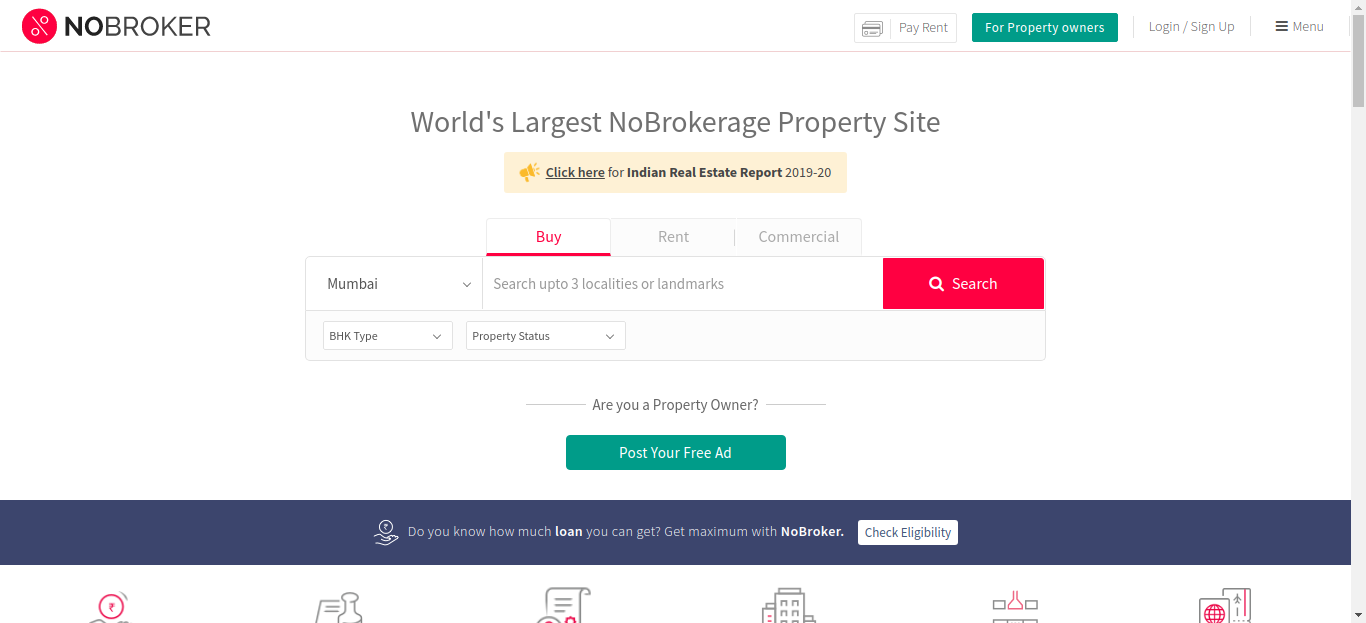 NOBROKER
Pay Rent
For Property owners
Login / Sign Up
Menu
World's Largest NoBrokerage Property Site
Click here for Indian Real Estate Report 2019-20
Buy
Rent
Commercial
Mumbai
Search upto 3 localities or landmarks
Search
BHK Type
Property Status
Are you a Property Owner?
Post Your Free Ad
Do you know how much loan you can get? Get maximum with NoBroker.
Check Eligibility